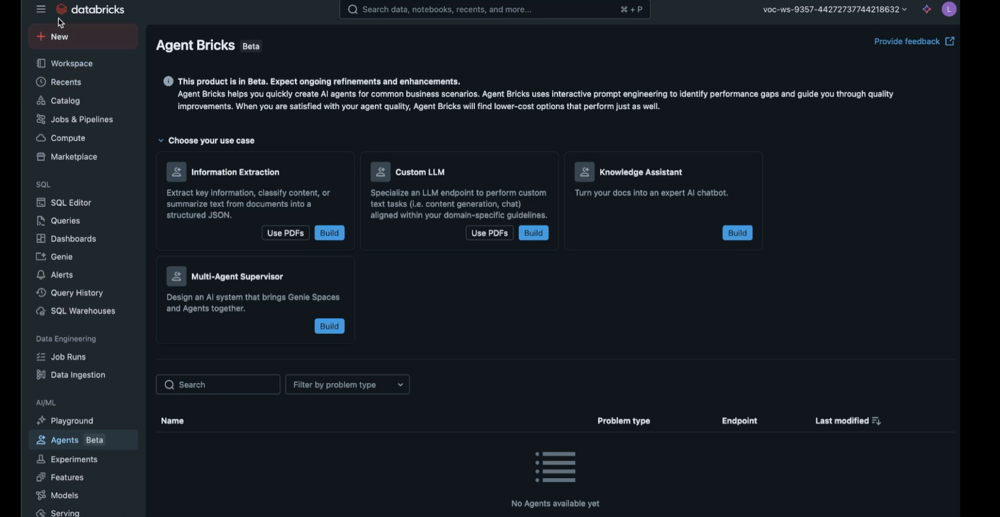 databricks
Search data, notebooks, recents, and more...
⌘ + P
voc-ws-9357-44272737744218632
L
New
Workspace
Recents
Catalog
Jobs & Pipelines
Compute
Marketplace
SQL
SQL Editor
Queries
Dashboards
Genie
Alerts
Query History
SQL Warehouses
Data Engineering
Job Runs
Data Ingestion
AI/ML
Playground
Agents Beta
Experiments
Features
Models
Serving
Agent Bricks Beta
Provide feedback
This product is in Beta. Expect ongoing refinements and enhancements.
Agent Bricks helps you quickly create AI agents for common business scenarios. Agent Bricks uses interactive prompt engineering to identify performance gaps and guide you through quality
improvements. When you are satisfied with your agent quality, Agent Bricks will find lower-cost options that perform just as well.
Choose your use case
Information Extraction
Extract key information, classify content, or
summarize text from documents into a
structured JSON.
Use PDFs Build
Custom LLM
Specialize an LLM endpoint to perform custom
text tasks (i.e. content generation, chat)
aligned within your domain-specific guidelines.
Use PDFs Build
Knowledge Assistant
Turn your docs into an expert AI chatbot.
Build
Multi-Agent Supervisor
Design an AI system that brings Genie Spaces
and Agents together.
Build
Search
Filter by problem type
Name Problem type Endpoint Last modified
No Agents available yet